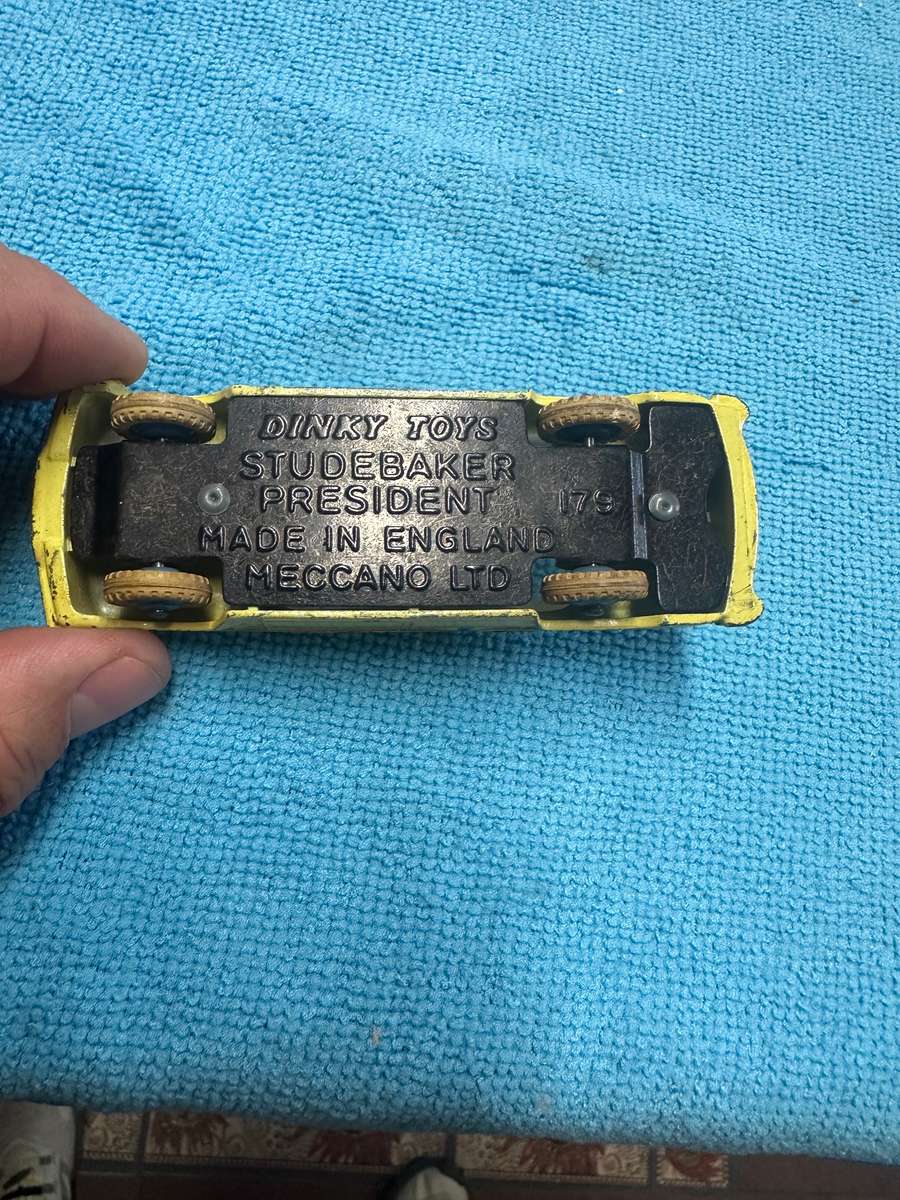 DINKY TOYS
STUDEBAKER
PRESIDENT 179
MADE IN ENGLAND
MECCANO LTD